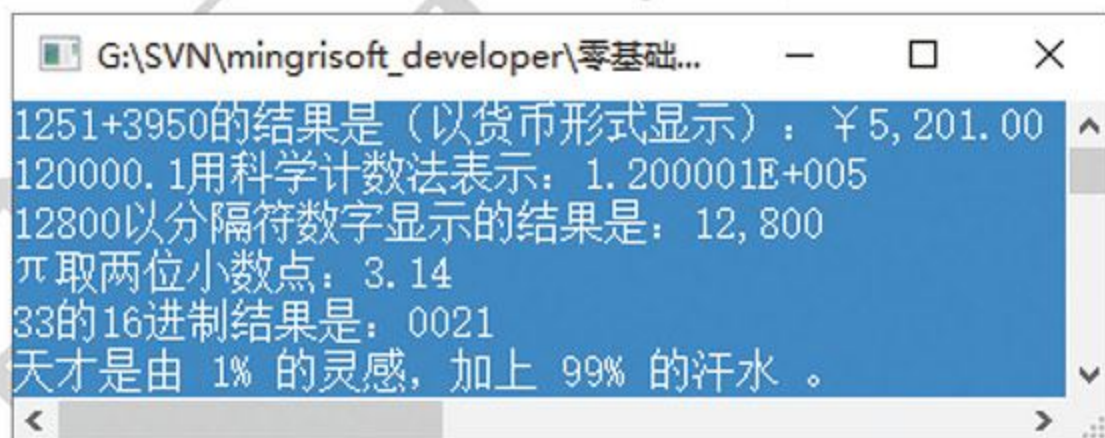 G:\SVN\mingrisoft_developer\零基础...
1251+3950的结果是（以货币形式显示）：￥5,201.00
120000.1用科学计数法表示：1.200001E+005
12800以分隔符数字显示的结果是：12,800
π取两位小数点：3.14
33的16进制结果是：0021
天才是由 1% 的灵感，加上 99% 的汗水 。